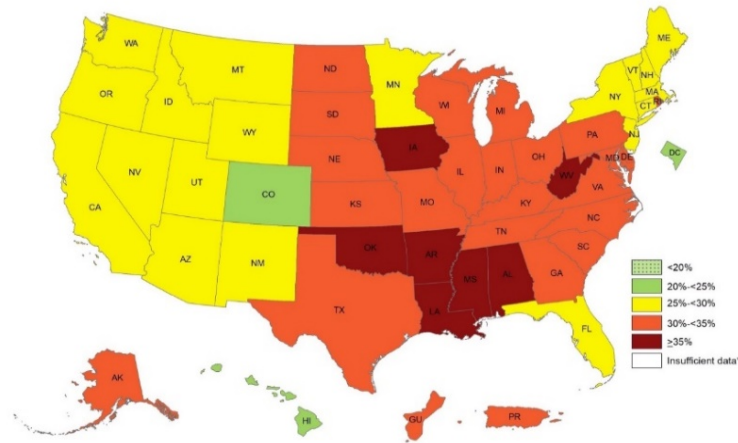 WA
MT
ND
MN
ME
VT
NH
OR
ID
SD
WI
MI
NY
MA
CT
WY
IA
PA
NJ
NE
IL
IN
OH
MD
DE
DC
NV
UT
CO
KS
MO
WV
VA
KY
CA
AZ
NM
OK
AR
TN
NC
SC
MS
AL
GA
TX
LA
FL
AK
HI
GU
PR
<20%
20%-<25%
25%-<30%
30%-<35%
≥35%
Insufficient data*